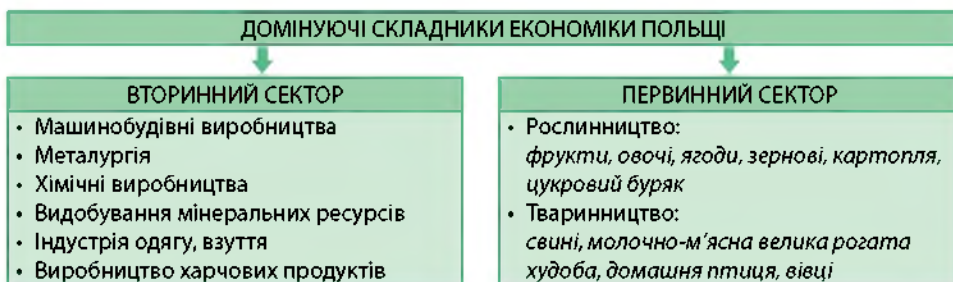 ДОМІНУЮЧІ СКЛАДНИКИ ЕКОНОМІКИ ПОЛЬЩІ
ВТОРИННИЙ СЕКТОР
• Машинобудівні виробництва
• Металургія
• Хімічні виробництва
• Видобування мінеральних ресурсів
• Індустрія одягу, взуття
• Виробництво харчових продуктів
ПЕРВИННИЙ СЕКТОР
• Рослинництво:
фрукти, овочі, ягоди, зернові, картопля,
цукровий буряк
• Тваринництво:
свині, молочно-м’ясна велика рогата
худоба, домашня птиця, вівці